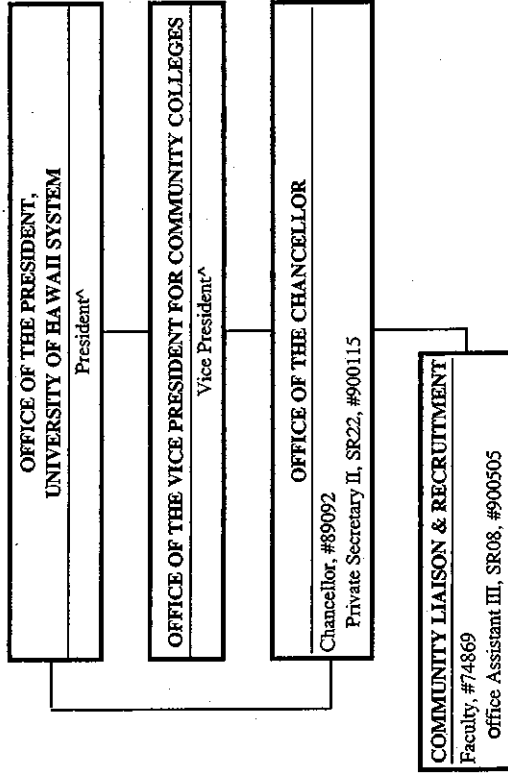 OFFICE OF THE PRESIDENT,
UNIVERSITY OF HAWAII SYSTEM
President^
OFFICE OF THE VICE PRESIDENT FOR COMMUNITY COLLEGES
Vice President^
OFFICE OF THE CHANCELLOR
Chancellor, #89092
Private Secretary II, SR22, #900115
COMMUNITY LIAISON & RECRUITMENT
Faculty, #74869
Office Assistant III, SR08, #900505